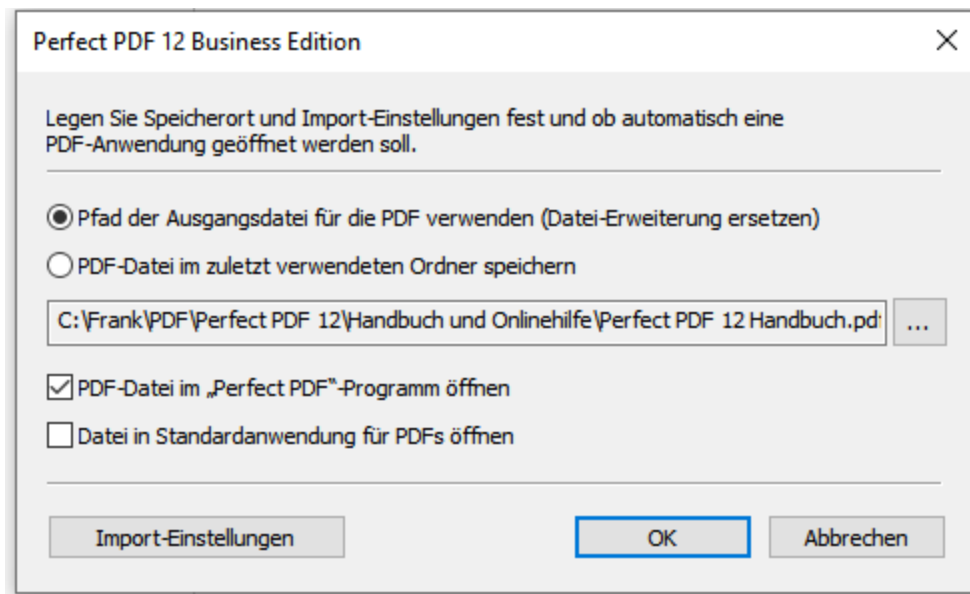 Perfect PDF 12 Business Edition
Legen Sie Speicherort und Import-Einstellungen fest und ob automatisch eine
PDF-Anwendung geöffnet werden soll.
Pfad der Ausgangsdatei für die PDF verwenden (Datei-Erweiterung ersetzen)
PDF-Datei im zuletzt verwendeten Ordner speichern
C:\Frank\PDF\Perfect PDF 12\Handbuch und Onlinehilfe\Perfect PDF 12 Handbuch.pdf
...
PDF-Datei im „Perfect PDF“-Programm öffnen
Datei in Standardanwendung für PDFs öffnen
Import-Einstellungen
OK
Abbrechen